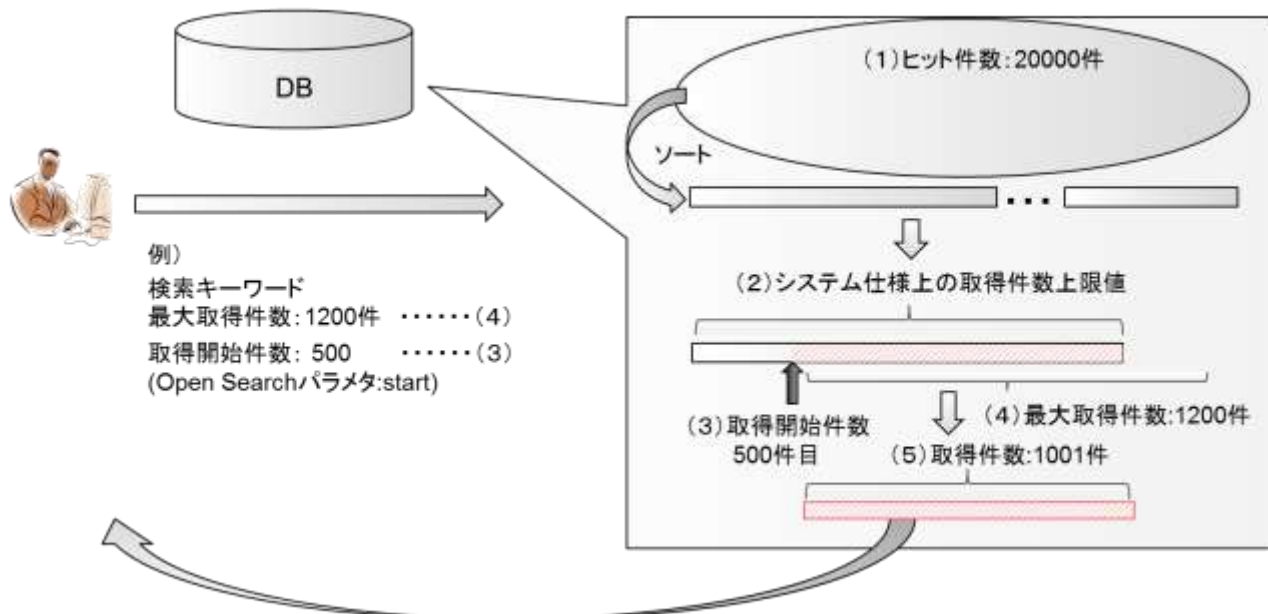 DB
(1)ヒット件数:20000件
ソート
・・・
例)
検索キーワード
最大取得件数:1200件 ・・・・・・(4)
取得開始件数: 500 ・・・・・・(3)
(Open Searchパラメタ:start)
(2)システム仕様上の取得件数上限値
(3)取得開始件数
500件目
(4)最大取得件数:1200件
(5)取得件数:1001件